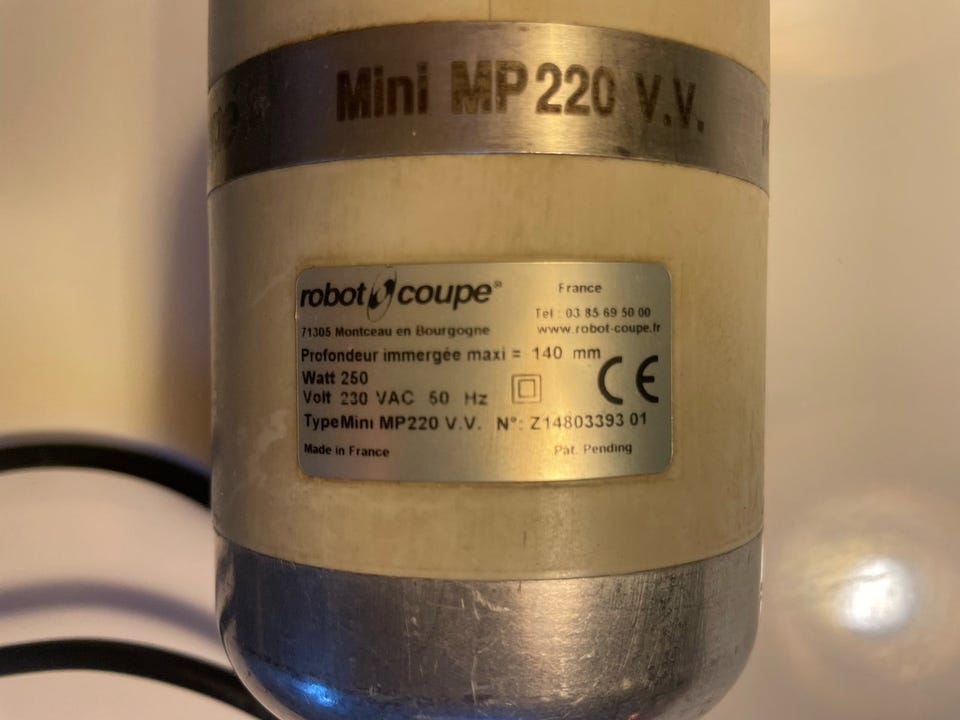 Mini MP 220 V.V.
robot coupe®
France
71305 Montceau en Bourgogne
Tel : 03 85 69 50 00
www.robot-coupe.fr
Profondeur immergée maxi = 140 mm
Watt 250
Volt 230 VAC 50 Hz
CE
Type Mini MP220 V.V. N°: Z14803393 01
Made in France
Pat. Pending